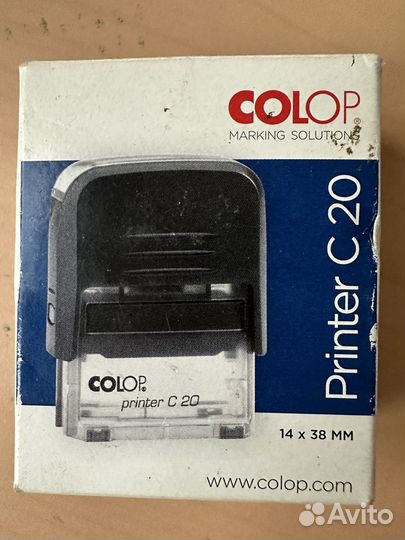 COLOP®
MARKING SOLUTIONS
Printer C 20
COLOP®
printer C 20
14 x 38 MM
www.colop.com
Avito